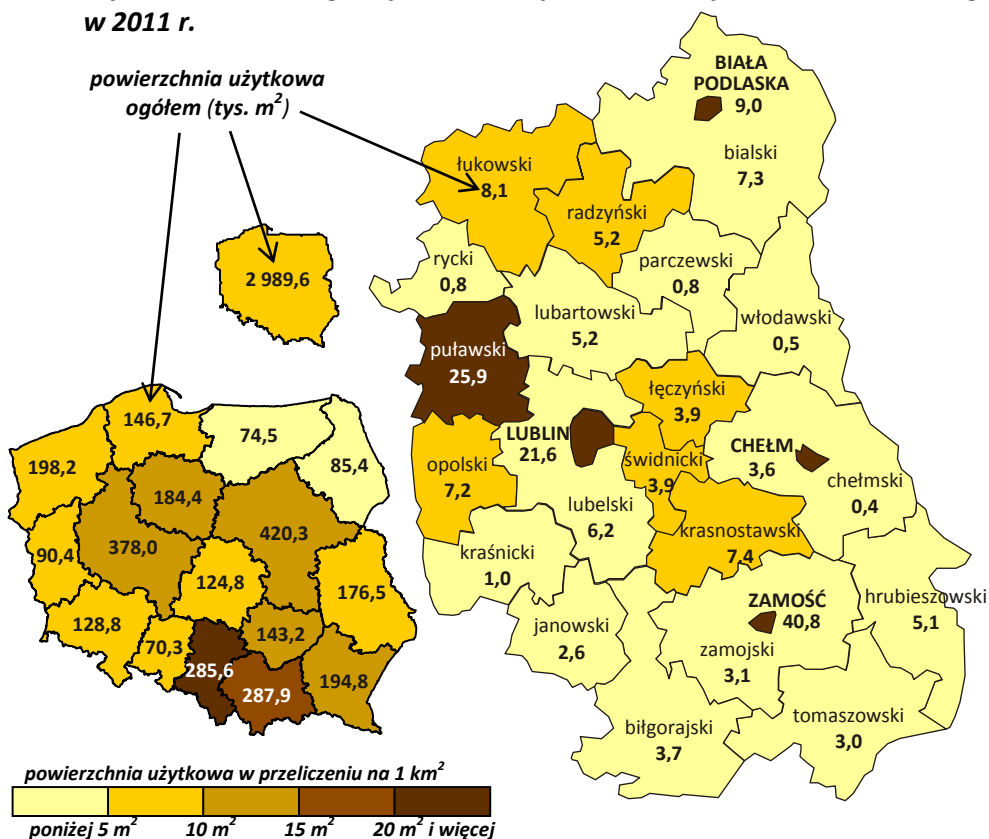 w 2011 r.
powierzchnia użytkowa
ogółem (tys. m²)
2 989,6
146,7
74,5
198,2
85,4
184,4
420,3
378,0
90,4
124,8
176,5
128,8
143,2
70,3
285,6
287,9
194,8
BIAŁA
PODLASKA
9,0
bialski
7,3
łukowski
8,1
radzyński
5,2
rycki
0,8
parczewski
0,8
lubartowski
5,2
włodawski
0,5
puławski
25,9
łęczyński
3,9
LUBLIN
21,6
CHEŁM
3,6
świdnicki
3,9
opolski
7,2
chełmski
0,4
lubelski
6,2
krasnostawski
7,4
kraśnicki
1,0
ZAMOŚĆ
40,8
hrubieszowski
5,1
janowski
2,6
zamojski
3,1
biłgorajski
3,7
tomaszowski
3,0
powierzchnia użytkowa w przeliczeniu na 1 km²
poniżej 5 m² 10 m² 15 m² 20 m² i więcej